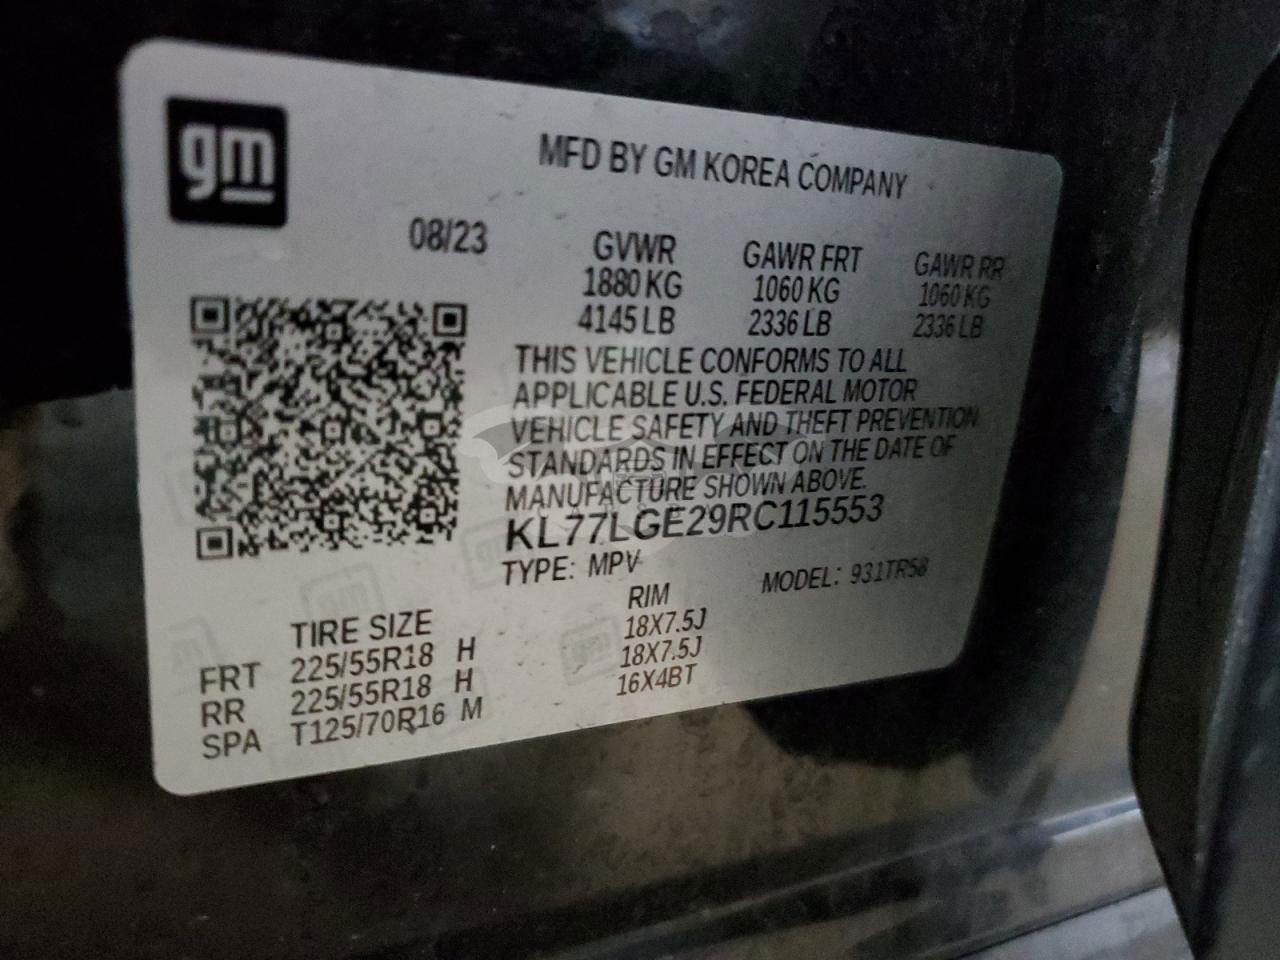 gm
MFD BY GM KOREA COMPANY
08/23 GVWR GAWR FRT GAWR RR
1880 KG 1060 KG 1060 KG
4145 LB 2336 LB 2336 LB
THIS VEHICLE CONFORMS TO ALL
APPLICABLE U.S. FEDERAL MOTOR
VEHICLE SAFETY AND THEFT PREVENTION
STANDARDS IN EFFECT ON THE DATE OF
MANUFACTURE SHOWN ABOVE.
KL77LGE29RC115553
TYPE: MPV MODEL: 931TR58
TIRE SIZE RIM
FRT 225/55R18 H 18X7.5J
RR 225/55R18 H 18X7.5J
SPA T125/70R16 M 16X4BT